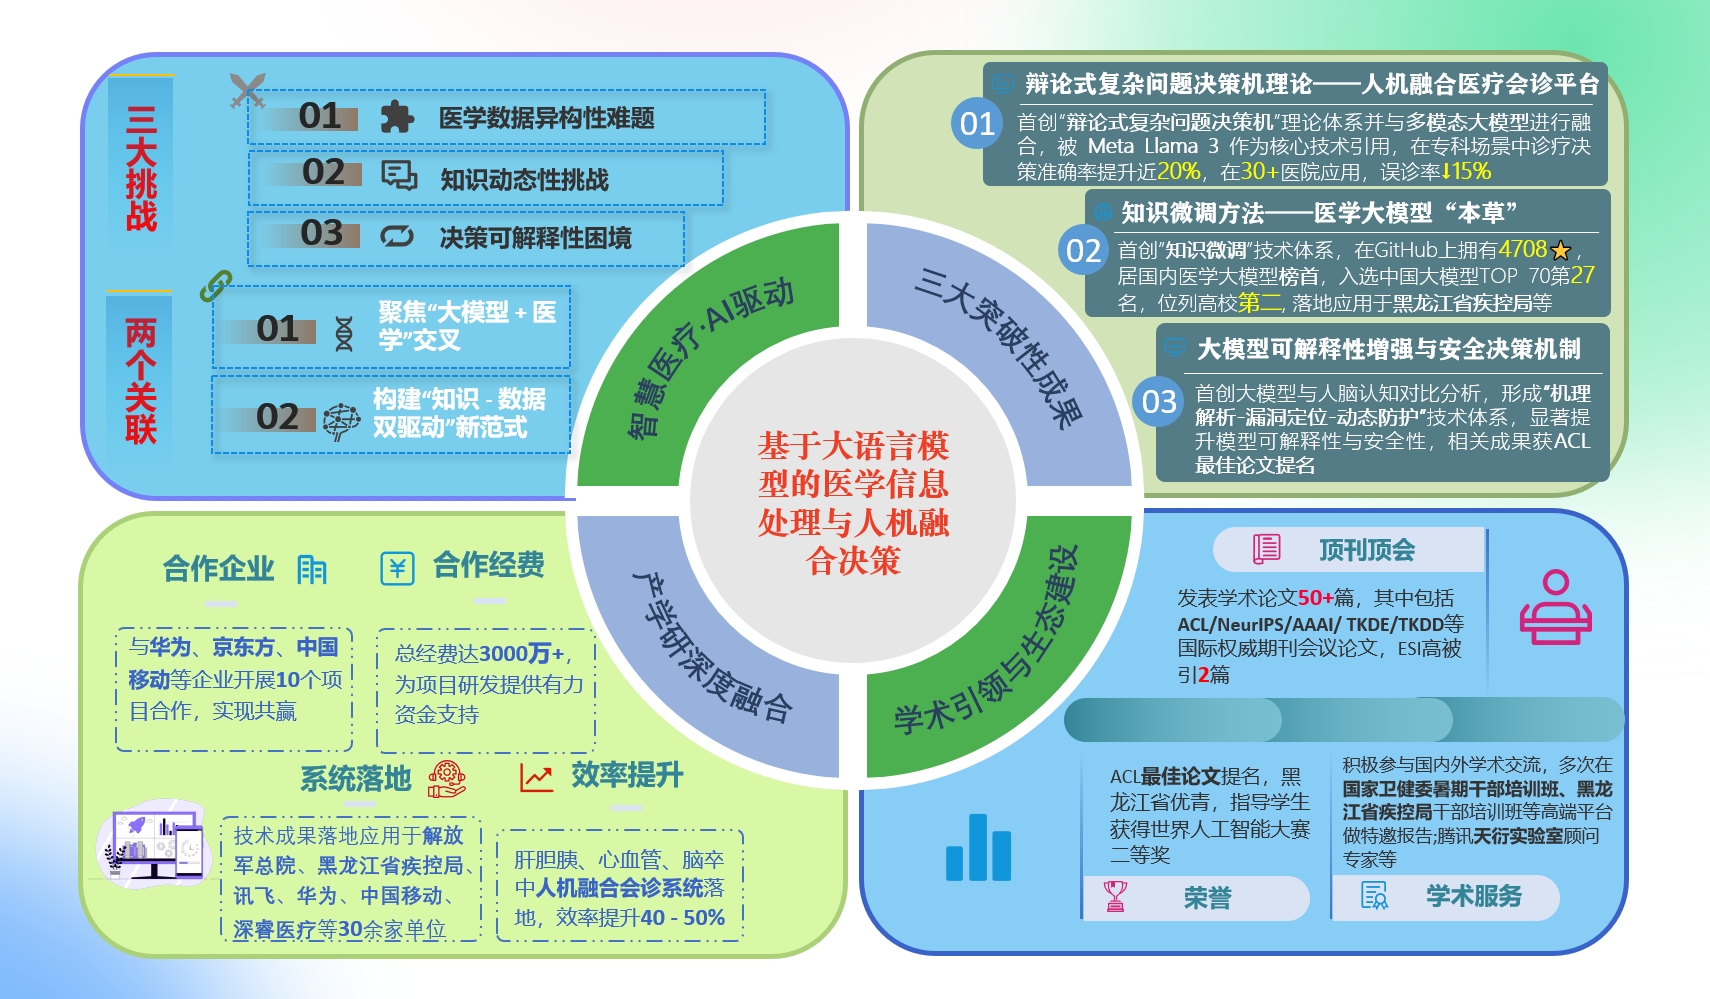 三大挑战
01
医学数据异构性难题
02
知识动态性挑战
03
决策可解释性困境
两个关联
01
聚焦“大模型 + 医
学”交叉
02
构建“知识 - 数据
双驱动”新范式
辩论式复杂问题决策机理论——人机融合医疗会诊平台
01
首创“辩论式复杂问题决策机”理论体系并与多模态大模型进行融
合，被 Meta Llama 3 作为核心技术引用，在专科场景中诊疗决
策准确率提升近20%，在30+医院应用，误诊率↓15%
知识微调方法——医学大模型“本草”
02
首创“知识微调”技术体系，在GitHub上拥有4708⭐，
居国内医学大模型榜首，入选中国大模型TOP 70第27
名，位列高校第二, 落地应用于黑龙江省疾控局等
大模型可解释性增强与安全决策机制
03
首创大模型与人脑认知对比分析，形成“机理
解析-漏洞定位-动态防护”技术体系，显著提
升模型可解释性与安全性，相关成果获ACL
最佳论文提名
智慧医疗·AI驱动
三大突破性成果
基于大语言模
型的医学信息
处理与人机融
合决策
产学研深度融合
学术引领与生态建设
合作企业
与华为、京东方、中国
移动等企业开展10个项
目合作，实现共赢
¥
合作经费
总经费达3000万+，
为项目研发提供有力
资金支持
系统落地
技术成果落地应用于解放
军总院、黑龙江省疾控局、
讯飞、华为、中国移动、
深睿医疗等30余家单位
效率提升
肝胆胰、心血管、脑卒
中人机融合会诊系统落
地，效率提升40 - 50%
顶刊顶会
发表学术论文50+篇，其中包括
ACL/NeurIPS/AAAI/ TKDE/TKDD等
国际权威期刊会议论文，ESI高被
引2篇
ACL最佳论文提名，黑
龙江省优青，指导学生
获得世界人工智能大赛
二等奖
荣誉
积极参与国内外学术交流，多次在
国家卫健委暑期干部培训班、黑龙
江省疾控局干部培训班等高端平台
做特邀报告;腾讯天衍实验室顾问
专家等
学术服务